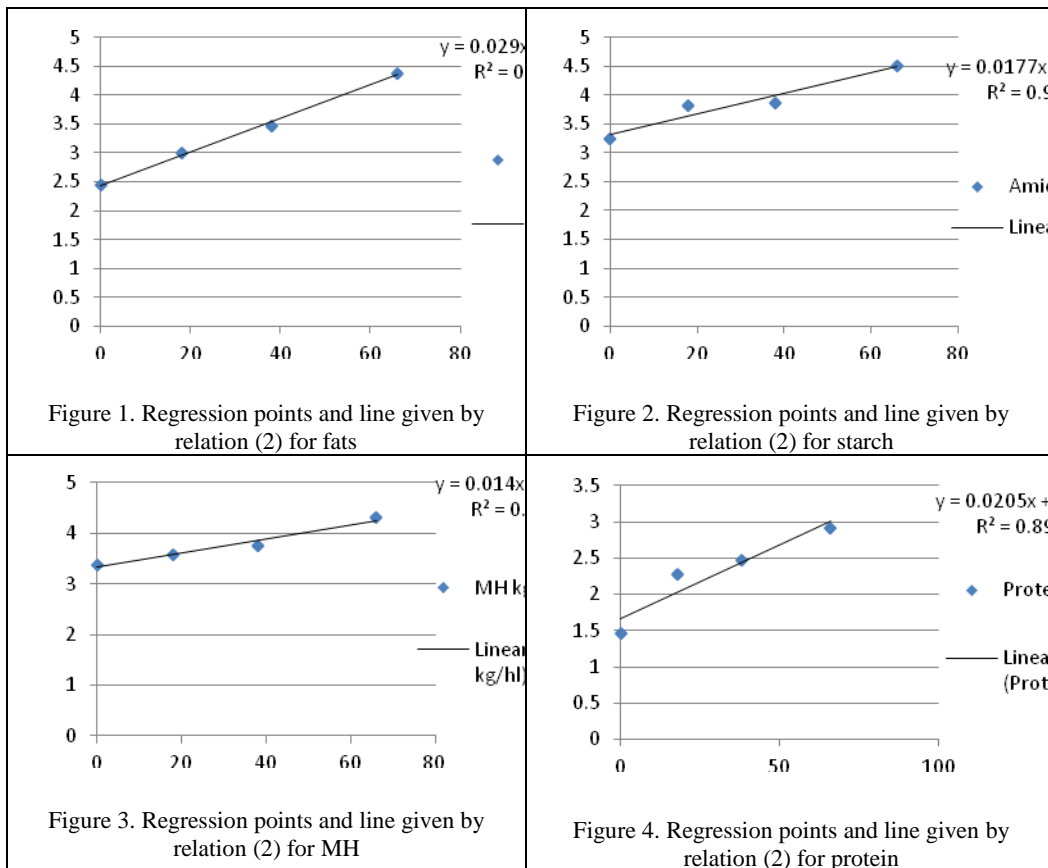 5
4.5
4
3.5
3
2.5
2
1.5
1
0.5
0
0 20 40 60 80
y = 0.029x
R² = 0
Figure 1. Regression points and line given by
relation (2) for fats
5
4.5
4
3.5
3
2.5
2
1.5
1
0.5
0
0 20 40 60 80
y = 0.0177x
R² = 0.9
Amid
Linea
Figure 2. Regression points and line given by
relation (2) for starch
5
4
3
2
1
0
0 20 40 60 80
y = 0.014x
R² = 0.
MH kg
Linear
kg/hl)
Figure 3. Regression points and line given by
relation (2) for MH
3.5
3
2.5
2
1.5
1
0.5
0
0 50 100
y = 0.0205x +
R² = 0.89
Prote
Linea
(Prot
Figure 4. Regression points and line given by
relation (2) for protein